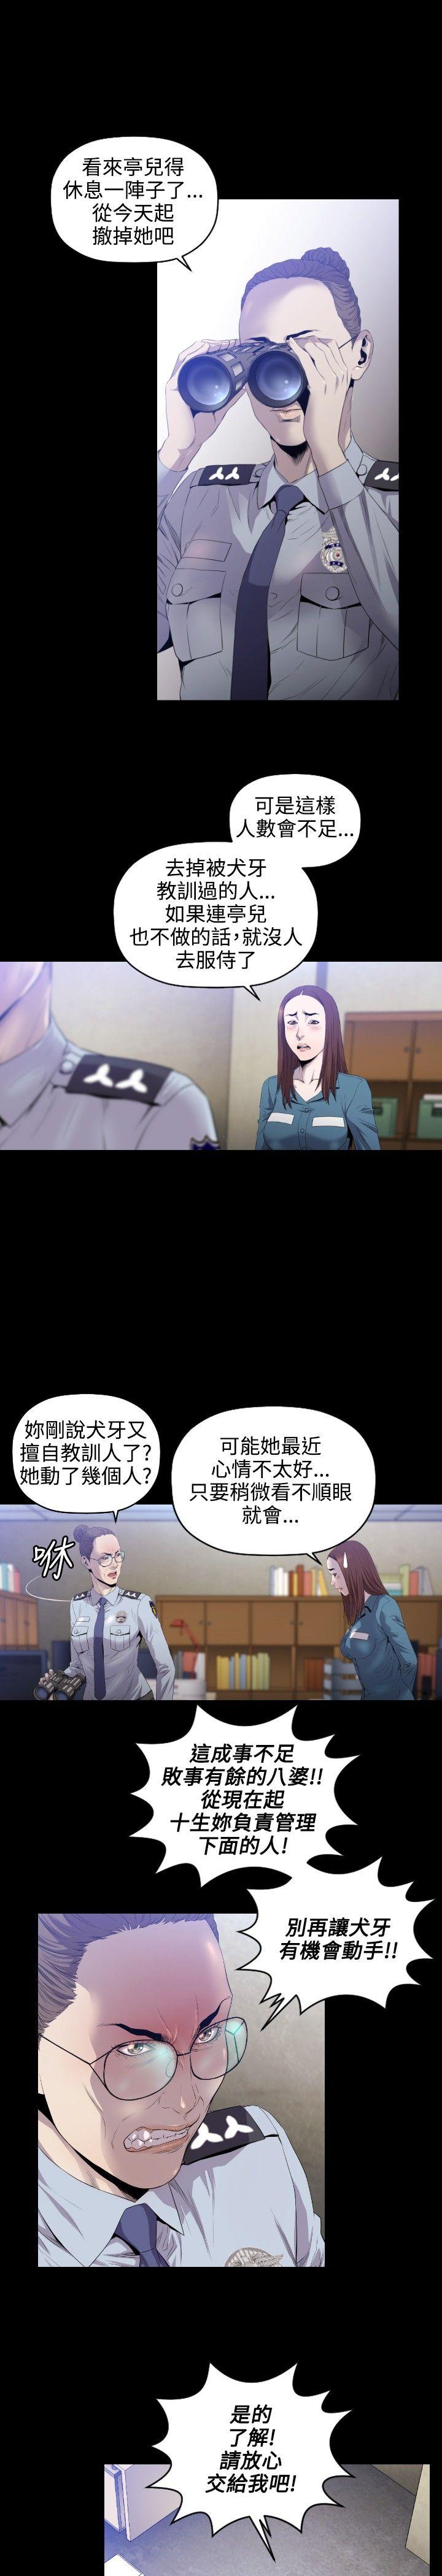 看來亭兒得
休息一陣子了...
從今天起
撤掉她吧
可是這樣
人數會不足...
去掉被犬牙
教訓過的人...
如果連亭兒
也不做的話,就沒人
去服侍了
妳剛說犬牙又
擅自教訓人了?
她動了幾個人?
可能她最近
心情不太好...
只要稍微看不順眼
就會...
咻
這成事不足
敗事有餘的八婆!!
從現在起
十生妳負責管理
下面的人!
別再讓犬牙
有機會動手!!
是的
了解!
請放心
交給我吧!